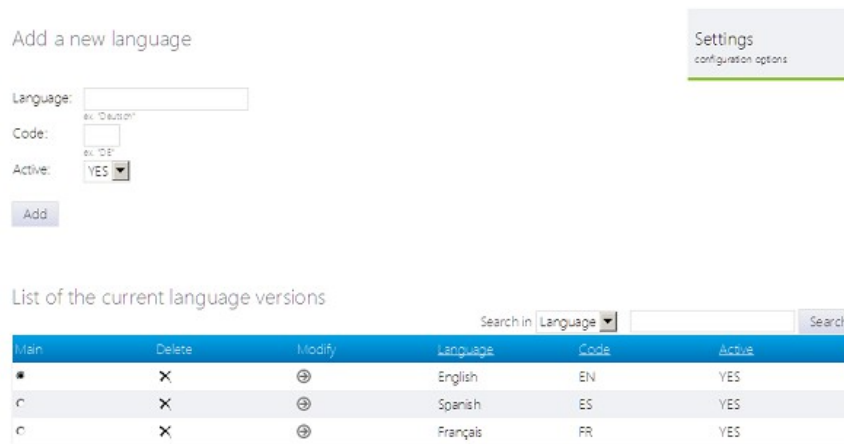 Add a new language
Settings
configuration options
Language:
ex. "Deutsch"
Code:
ex. "DE"
Active: YES
Add
List of the current language versions
Search in Language Search
Main Delete Modify Language Code Active
English EN YES
Spanish ES YES
Français FR YES